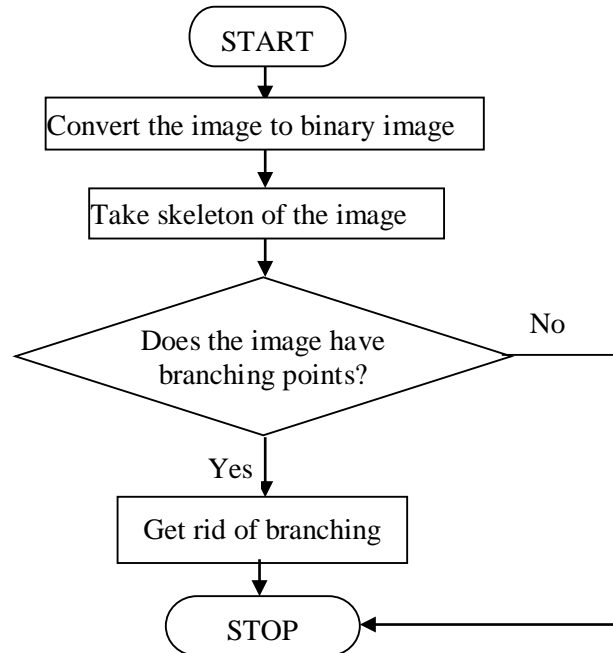 START
Convert the image to binary image
Take skeleton of the image
Does the image have
branching points?
No
Yes
Get rid of branching
STOP